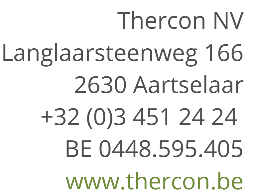 Thercon NV
Langlaarsteenweg 166
2630 Aartselaar
+32 (0)3 451 24 24
BE 0448.595.405
www.thercon.be